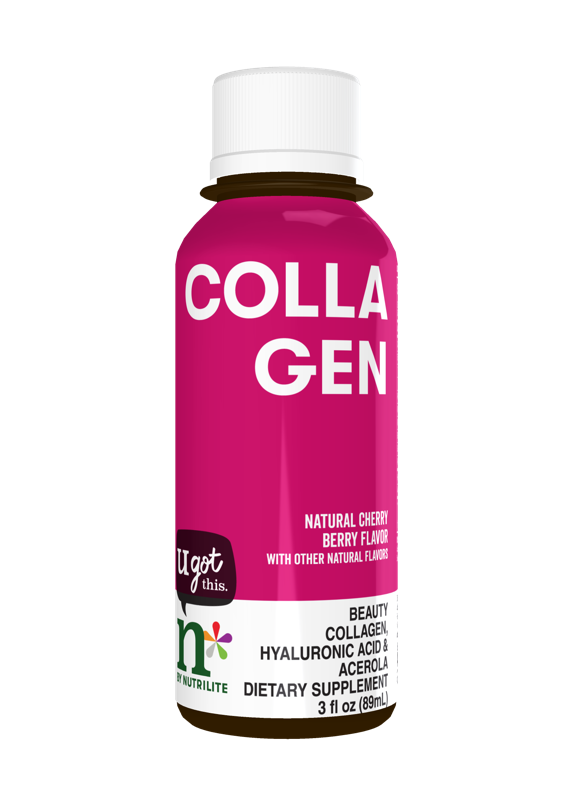 COLLA
GEN
NATURAL CHERRY
BERRY FLAVOR
WITH OTHER NATURAL FLAVORS
u got
this.
n*
BY NUTRILITE
BEAUTY
COLLAGEN,
HYALURONIC ACID &
ACEROLA
DIETARY SUPPLEMENT
3 fl oz (89mL)